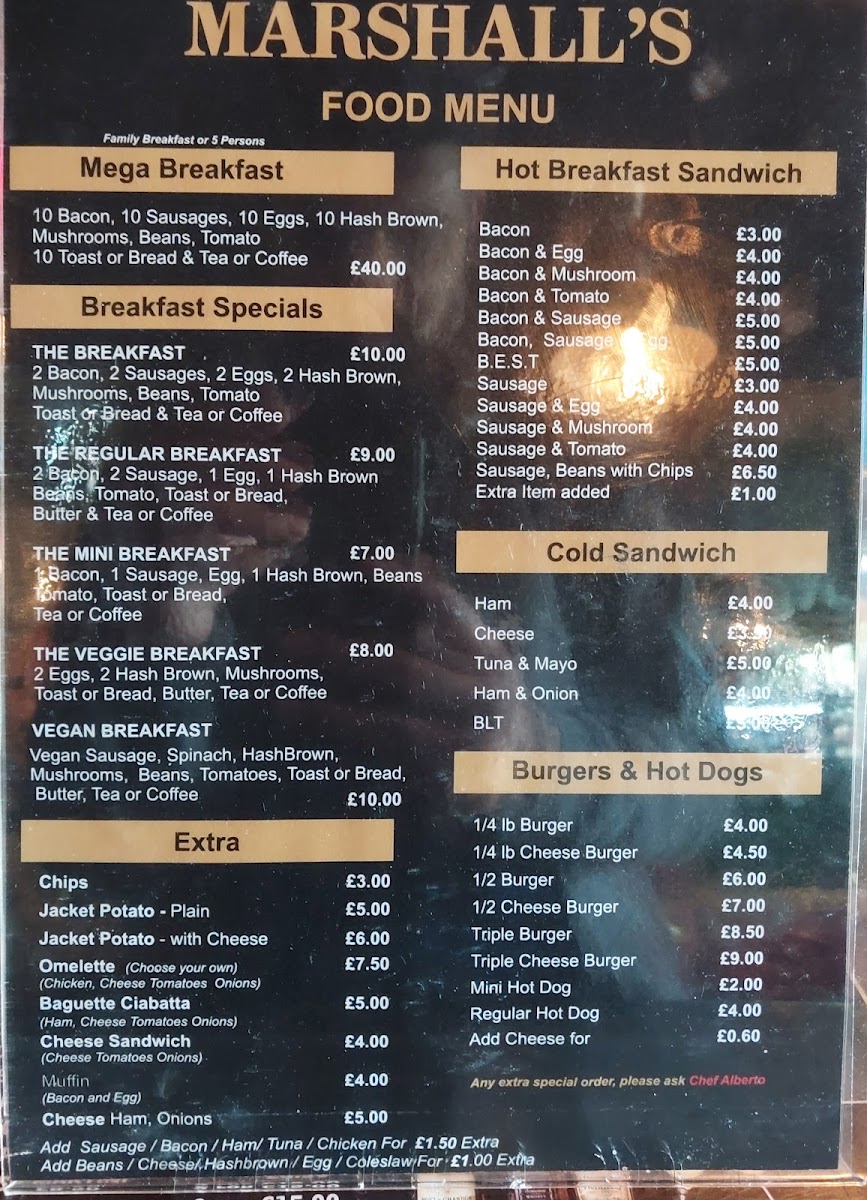 MARSHALL'S
FOOD MENU
Family Breakfast or 5 Persons
Mega Breakfast
10 Bacon, 10 Sausages, 10 Eggs, 10 Hash Brown,
Mushrooms, Beans, Tomato
10 Toast or Bread & Tea or Coffee
£40.00
Breakfast Specials
THE BREAKFAST £10.00
2 Bacon, 2 Sausages, 2 Eggs, 2 Hash Brown,
Mushrooms, Beans, Tomato
Toast or Bread & Tea or Coffee
THE REGULAR BREAKFAST £9.00
2 Bacon, 2 Sausage, 1 Egg, 1 Hash Brown
Beans, Tomato, Toast or Bread,
Butter & Tea or Coffee
THE MINI BREAKFAST £7.00
1 Bacon, 1 Sausage, Egg, 1 Hash Brown, Beans
Tomato, Toast or Bread,
Tea or Coffee
THE VEGGIE BREAKFAST £8.00
2 Eggs, 2 Hash Brown, Mushrooms,
Toast or Bread, Butter, Tea or Coffee
VEGAN BREAKFAST
Vegan Sausage, Spinach, HashBrown,
Mushrooms, Beans, Tomatoes, Toast or Bread,
Butter, Tea or Coffee
£10.00
Extra
Chips £3.00
Jacket Potato - Plain £5.00
Jacket Potato - with Cheese £6.00
Omelette (Choose your own) £7.50
(Chicken, Cheese Tomatoes Onions)
Baguette Ciabatta £5.00
(Ham, Cheese Tomatoes Onions)
Cheese Sandwich £4.00
(Cheese Tomatoes Onions)
Muffin £4.00
(Bacon and Egg)
Cheese Ham, Onions £5.00
Add Sausage / Bacon / Ham/ Tuna / Chicken For £1.50 Extra
Add Beans / Cheese/ Hashbrown / Egg / Coleslaw For £1.00 Extra
Hot Breakfast Sandwich
Bacon £3.00
Bacon & Egg £4.00
Bacon & Mushroom £4.00
Bacon & Tomato £4.00
Bacon & Sausage £5.00
Bacon, Sausage £5.00
B.E.S.T £5.00
Sausage £3.00
Sausage & Egg £4.00
Sausage & Mushroom £4.00
Sausage & Tomato £4.00
Sausage, Beans with Chips £6.50
Extra Item added £1.00
Cold Sandwich
Ham £4.00
Cheese £3.50
Tuna & Mayo £5.00
Ham & Onion £4.00
BLT
Burgers & Hot Dogs
1/4 lb Burger £4.00
1/4 lb Cheese Burger £4.50
1/2 Burger £6.00
1/2 Cheese Burger £7.00
Triple Burger £8.50
Triple Cheese Burger £9.00
Mini Hot Dog £2.00
Regular Hot Dog £4.00
Add Cheese for £0.60
Any extra special order, please ask Chef Alberto